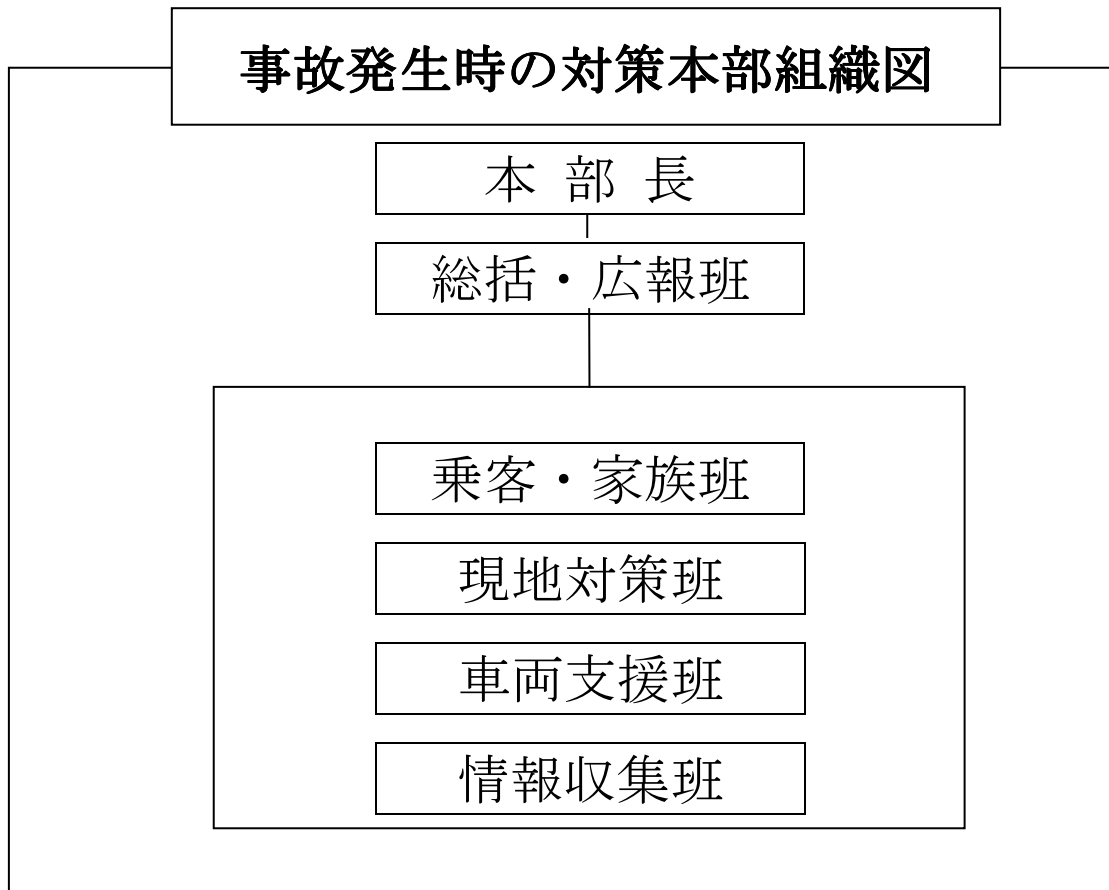 事故発生時の対策本部組織図
本 部 長
総括・広報班
乗客・家族班
現地対策班
車両支援班
情報収集班